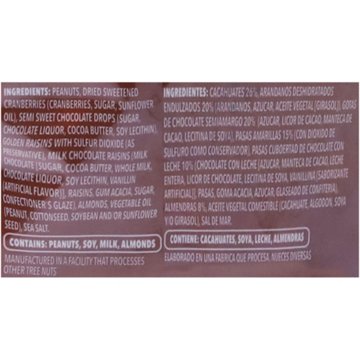 INGREDIENTS: PEANUTS, DRIED SWEETENED
CRANBERRIES (CRANBERRIES, SUGAR, SUNFLOWER
OIL), SEMI SWEET CHOCOLATE DROPS (SUGAR,
CHOCOLATE LIQUOR, COCOA BUTTER, SOY LECITHIN),
GOLDEN RAISINS WITH SULFUR DIOXIDE (AS
PRESERVATIVE), MILK CHOCOLATE RAISINS (MILK
CHOCOLATE (SUGAR, COCOA BUTTER, WHOLE MILK,
CHOCOLATE LIQUOR, SOY LECITHIN, VANILLIN
(ARTIFICIAL FLAVOR)), RAISINS, GUM ACACIA, SUGAR,
CONFECTIONER'S GLAZE), ALMONDS, VEGETABLE OIL
(PEANUT, COTTONSEED, SOYBEAN AND OR SUNFLOWER
SEED), SEA SALT.
CONTAINS: PEANUTS, SOY, MILK, ALMONDS
MANUFACTURED IN A FACILITY THAT PROCESSES
OTHER TREE NUTS
INGREDIENTES: CACAHUATES 26%, ARANDANOS DESHIDRATADOS
ENDULZADOS 20% (ARANDANOS, AZUCAR, ACEITE VEGETAL (GIRASOL)), GOTAS
DE CHOCOLATE SEMIAMARGO 20% (AZUCAR, LICOR DE CACAO, MANTECA DE
CACAO, LECITINA DE SOYA), PASAS AMARILLAS 15% (CON DIOXIDO DE
SULFURO COMO CONSERVADOR), PASAS CUBIERTAS DE CHOCOLATE CON
LECHE 10% (CHOCOLATE CON LECHE (AZUCAR, MANTECA DE CACAO, LECHE
ENTERA, LICOR DE CHOCOLATE, LECITINA DE SOYA, VANILLINA (SABORIZANTE
ARTIFICIAL)), PASAS, GOMA ACACIA, AZUCAR, GLASEADO DE CONFITERIA),
ALMENDRAS 8%, ACEITE VEGETAL COMESTIBLE (CACAHUATE, ALGODON, SOYA
Y/O GIRASOL), SAL DE MAR.
CONTIENE: CACAHUATES, SOYA, LECHE, ALMENDRAS
ELABORADO EN UNA FABRICA QUE PROCESA, NUECES DIVERSAS